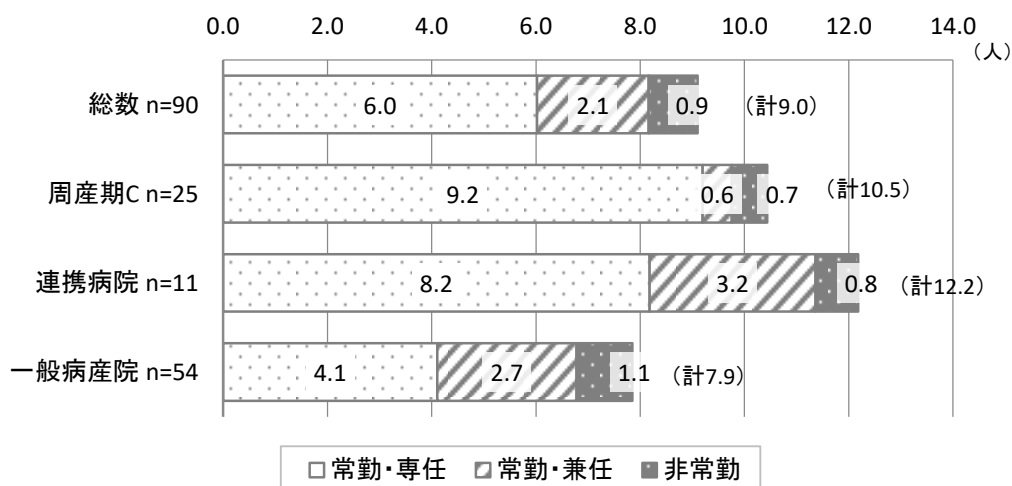 0.0 2.0 4.0 6.0 8.0 10.0 12.0 14.0
（人）
総数 n=90 6.0 2.1 0.9 （計9.0）
周産期C n=25 9.2 0.6 0.7 （計10.5）
連携病院 n=11 8.2 3.2 0.8 （計12.2）
一般病産院 n=54 4.1 2.7 1.1 （計7.9）
常勤・専任 常勤・兼任 非常勤